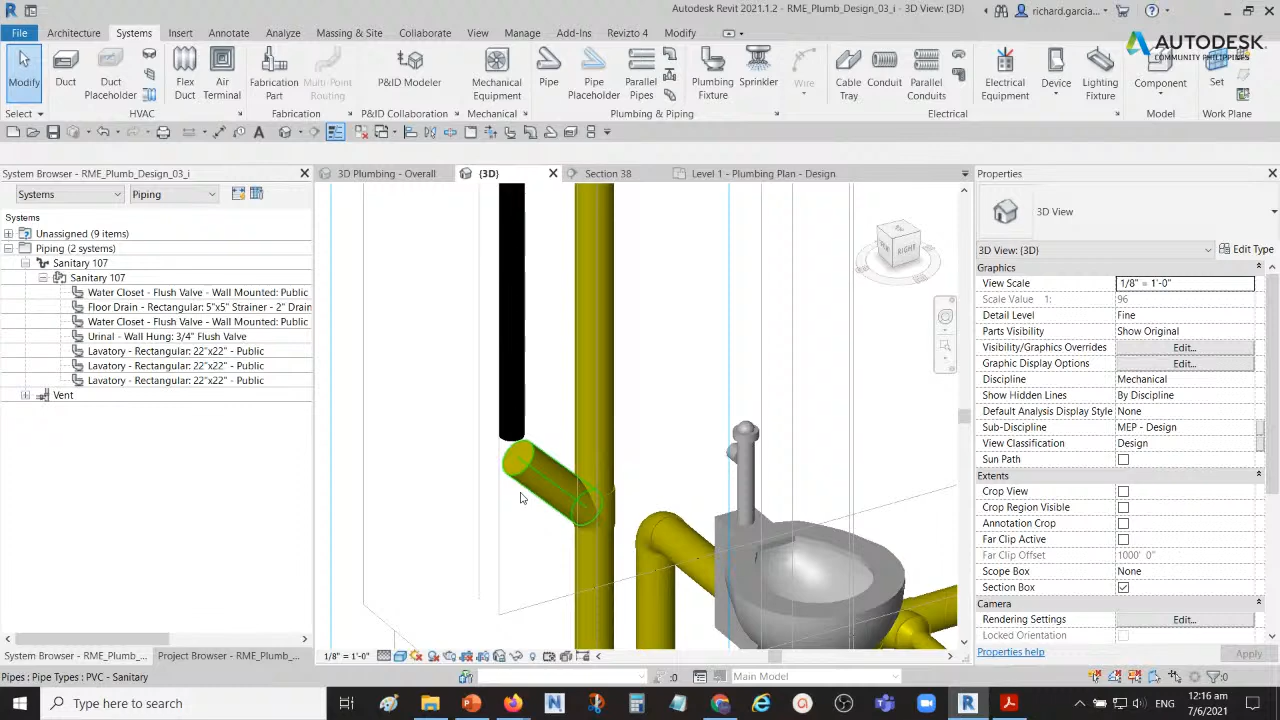 Autodesk Revit 2021.1.2 - RME_Plumb_Design_03_i - 3D View: {3D}
richard.garcia...
File Architecture Systems Insert Annotate Analyze Massing & Site Collaborate View Manage Add-Ins Revizto 4 Modify
AUTODESK
COMMUNITY PHILIPPINES
Modify
Duct
Duct Placeholder
Flex Duct
Air Terminal
Fabrication Part
Multi-Point Routing
P&ID Modeler
Mechanical Equipment
Pipe
Pipe Placeholder
Parallel Pipes
Plumbing Fixture
Sprinkler
Wire
Cable Tray
Conduit
Parallel Conduits
Electrical Equipment
Device
Lighting Fixture
Component
Set
Select HVAC Fabrication P&ID Collaboration Mechanical Plumbing & Piping Electrical Model Work Plane
System Browser - RME_Plumb_Design_03_i
3D Plumbing - Overall {3D} Section 38 Level 1 - Plumbing Plan - Design
Systems Piping
Systems
Unassigned (9 items)
Piping (2 systems)
Sanitary 107
Sanitary 107
Water Closet - Flush Valve - Wall Mounted: Public
Floor Drain - Rectangular: 5"x5" Strainer - 2" Drain
Water Closet - Flush Valve - Wall Mounted: Public
Urinal - Wall Hung: 3/4" Flush Valve
Lavatory - Rectangular: 22"x22" - Public
Lavatory - Rectangular: 22"x22" - Public
Lavatory - Rectangular: 22"x22" - Public
Vent
RIGHT
Properties
3D View
3D View: {3D} Edit Type
Graphics
View Scale 1/8" = 1'-0"
Scale Value 1: 96
Detail Level Fine
Parts Visibility Show Original
Visibility/Graphics Overrides Edit...
Graphic Display Options Edit...
Discipline Mechanical
Show Hidden Lines By Discipline
Default Analysis Display Style None
Sub-Discipline MEP - Design
View Classification Design
Sun Path
Extents
Crop View
Crop Region Visible
Annotation Crop
Far Clip Active
Far Clip Offset 1000' 0"
Scope Box None
Section Box
Camera
Rendering Settings Edit...
Locked Orientation
Properties help Apply
System Browser - RME_Plumb_... Project Browser - RME_Plumb_...
1/8" = 1'-0"
Pipes : Pipe Types : PVC - Sanitary
:0 Main Model :0
Type here to search
ENG
12:16 am
7/6/2021